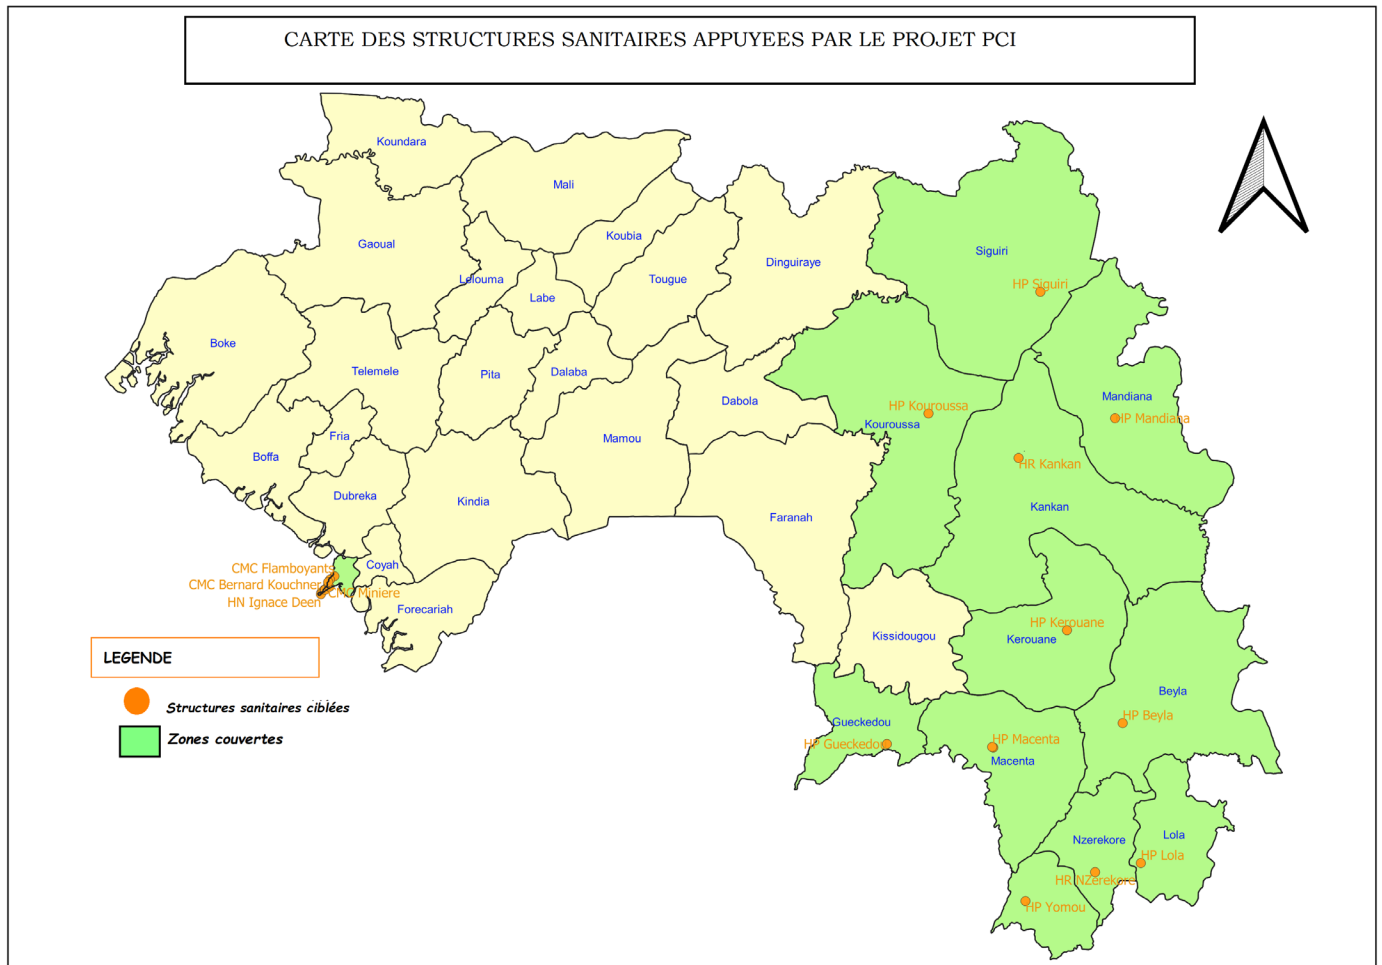 CARTE DES STRUCTURES SANITAIRES APPUYEES PAR LE PROJET PCI
Koundara
Mali
Gaoual
Koubia
Siguiri
Dinguiraye
Lelouma
Tougue
HP Siguiri
Labe
Boke
Telemele
Pita
Dalaba
Mandiana
Dabola
HP Kouroussa
HP Mandiana
Kouroussa
Fria
Mamou
Boffa
HR Kankan
Dubreka
Kindia
Kankan
Faranah
Coyah
CMC Flamboyants
CMC Bernard Kouchner
CMC Miniere
HN Ignace Deen
Forecariah
HP Kerouane
Kissidougou
Kerouane
LEGENDE
Structures sanitaires ciblées
Zones couvertes
Beyla
HP Beyla
Gueckedou
HP Gueckedou
HP Macenta
Macenta
Nzerekore
Lola
HP Lola
HR NZerekore
HP Yomou